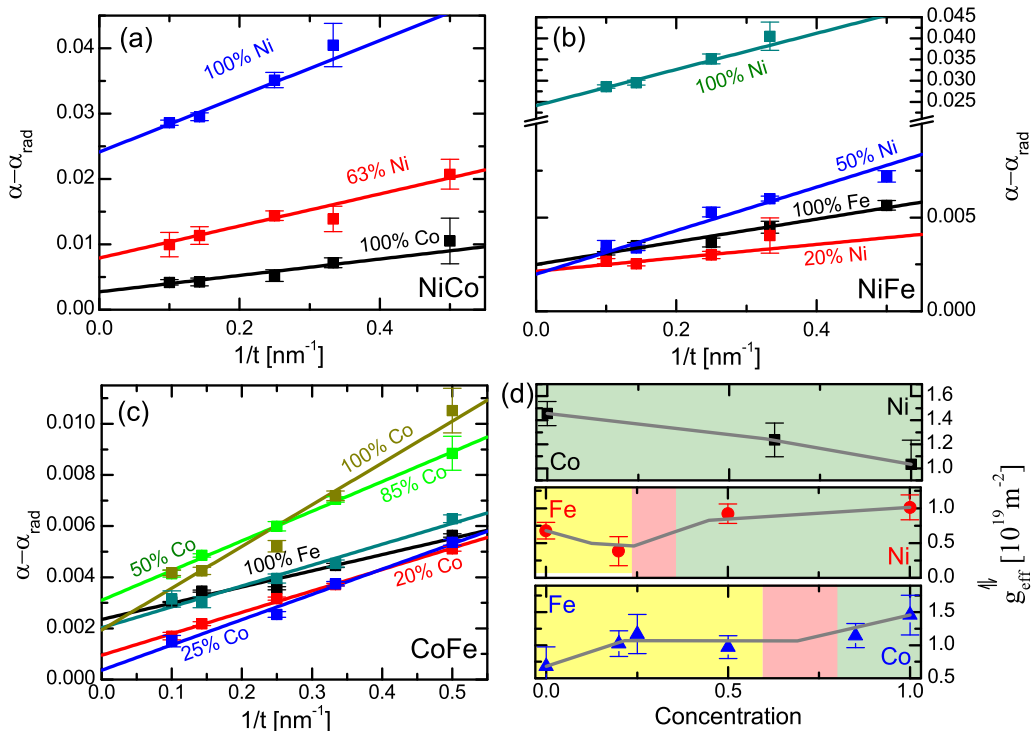 (a)
α−α_rad
0.04
0.03
0.02
0.01
0.00
100% Ni
63% Ni
100% Co
NiCo
0.0 0.2 0.4
1/t [nm⁻¹]
(b)
0.045
0.040
0.035
0.030
0.025
0.005
0.000
α−α_rad
100% Ni
50% Ni
100% Fe
20% Ni
NiFe
0.0 0.2 0.4
1/t [nm⁻¹]
(c)
α−α_rad
0.010
0.008
0.006
0.004
0.002
0.000
100% Co
85% Co
50% Co
100% Fe
20% Co
25% Co
CoFe
0.0 0.1 0.2 0.3 0.4 0.5
1/t [nm⁻¹]
(d)
Ni
Co
1.6
1.4
1.2
1.0
Fe
Ni
1.0
0.5
0.0
Fe
Co
1.5
1.0
0.5
g_eff^⇅ [10¹⁹ m⁻²]
0.0 0.5 1.0
Concentration